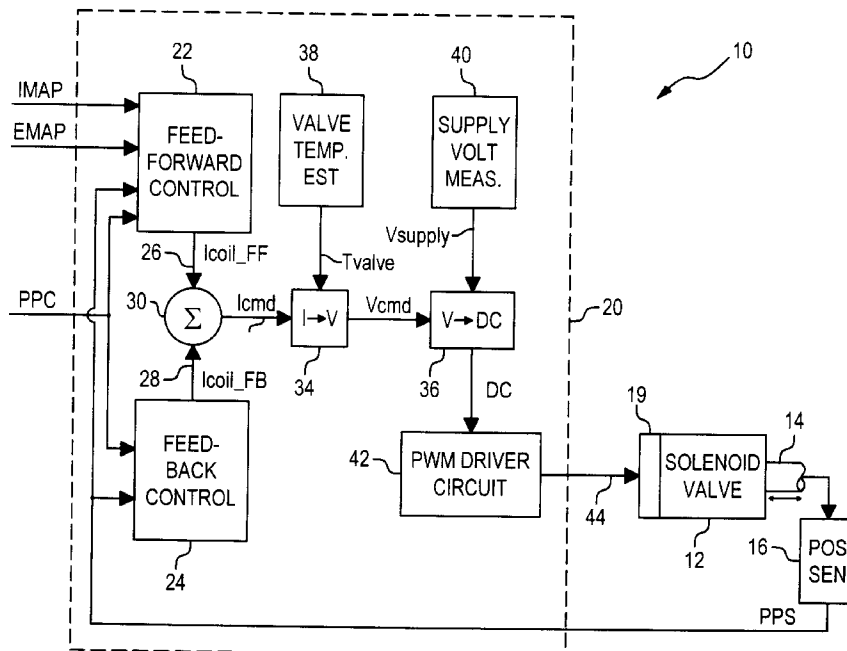 22
38
40
10
IMAP
EMAP
FEED-
FORWARD
CONTROL
VALVE
TEMP.
EST
SUPPLY
VOLT
MEAS.
26
Icoil_FF
Tvalve
Vsupply
PPC
30
Σ
Icmd
I→V
Vcmd
V→DC
20
28
Icoil_FB
34
36
DC
FEED-
BACK
CONTROL
24
42
PWM DRIVER
CIRCUIT
44
19
14
SOLENOID
VALVE
12
16
POS
SEN
PPS